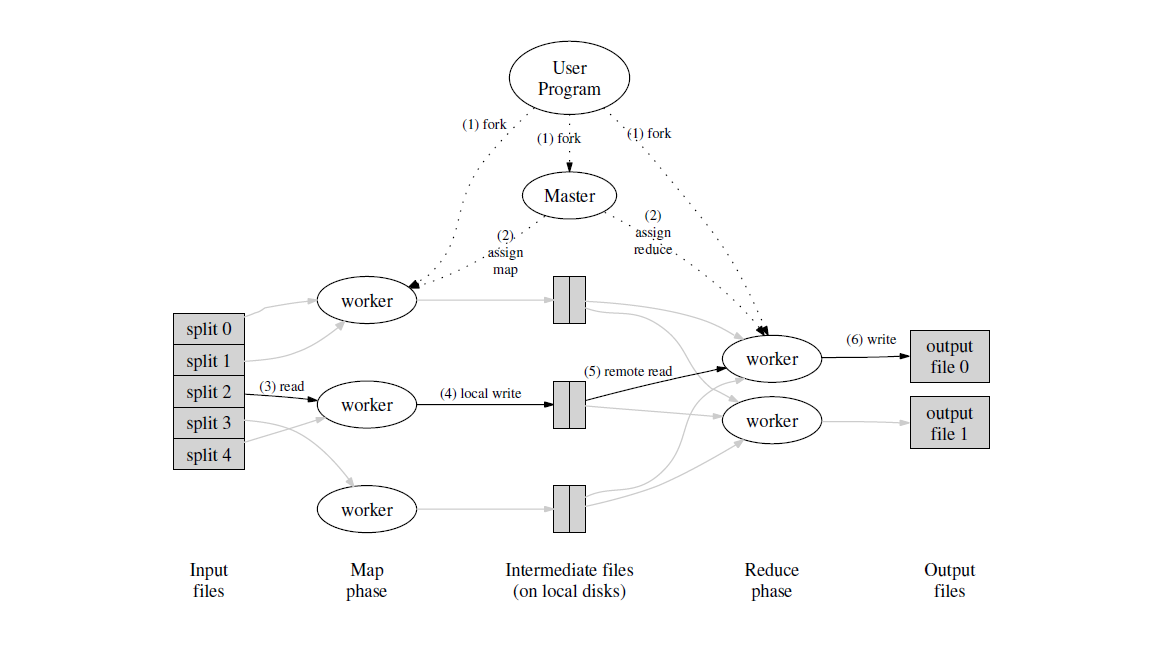 User
Program
(1) fork
(1) fork
(1) fork
Master
(2)
assign
map
(2)
assign
reduce
worker
split 0
split 1
split 2
split 3
split 4
(3) read
worker
(4) local write
(5) remote read
worker
(6) write
output
file 0
worker
output
file 1
worker
Input
files
Map
phase
Intermediate files
(on local disks)
Reduce
phase
Output
files